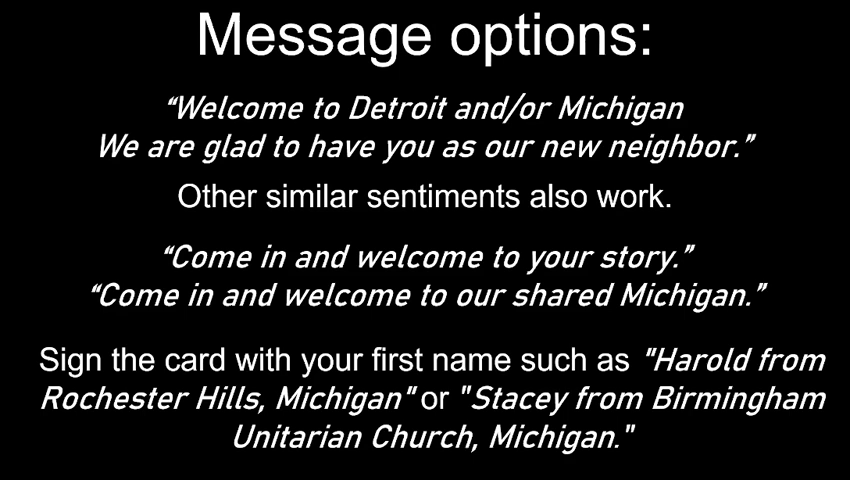 Message options:
“Welcome to Detroit and/or Michigan
We are glad to have you as our new neighbor.”
Other similar sentiments also work.
“Come in and welcome to your story.”
“Come in and welcome to our shared Michigan.”
Sign the card with your first name such as "Harold from
Rochester Hills, Michigan" or "Stacey from Birmingham
Unitarian Church, Michigan."